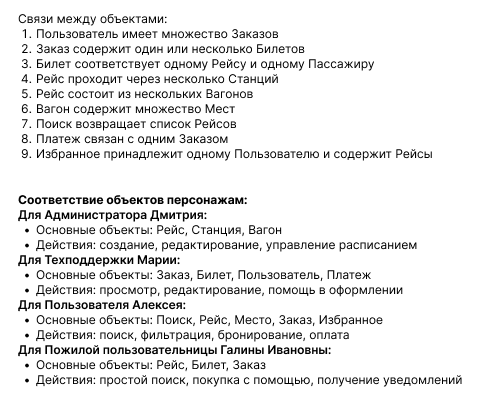 Связи между объектами:
1. Пользователь имеет множество Заказов
2. Заказ содержит один или несколько Билетов
3. Билет соответствует одному Рейсу и одному Пассажиру
4. Рейс проходит через несколько Станций
5. Рейс состоит из нескольких Вагонов
6. Вагон содержит множество Мест
7. Поиск возвращает список Рейсов
8. Платеж связан с одним Заказом
9. Избранное принадлежит одному Пользователю и содержит Рейсы
Соответствие объектов персонажам:
Для Администратора Дмитрия:
• Основные объекты: Рейс, Станция, Вагон
• Действия: создание, редактирование, управление расписанием
Для Техподдержки Марии:
• Основные объекты: Заказ, Билет, Пользователь, Платеж
• Действия: просмотр, редактирование, помощь в оформлении
Для Пользователя Алексея:
• Основные объекты: Поиск, Рейс, Место, Заказ, Избранное
• Действия: поиск, фильтрация, бронирование, оплата
Для Пожилой пользовательницы Галины Ивановны:
• Основные объекты: Рейс, Билет, Заказ
• Действия: простой поиск, покупка с помощью, получение уведомлений